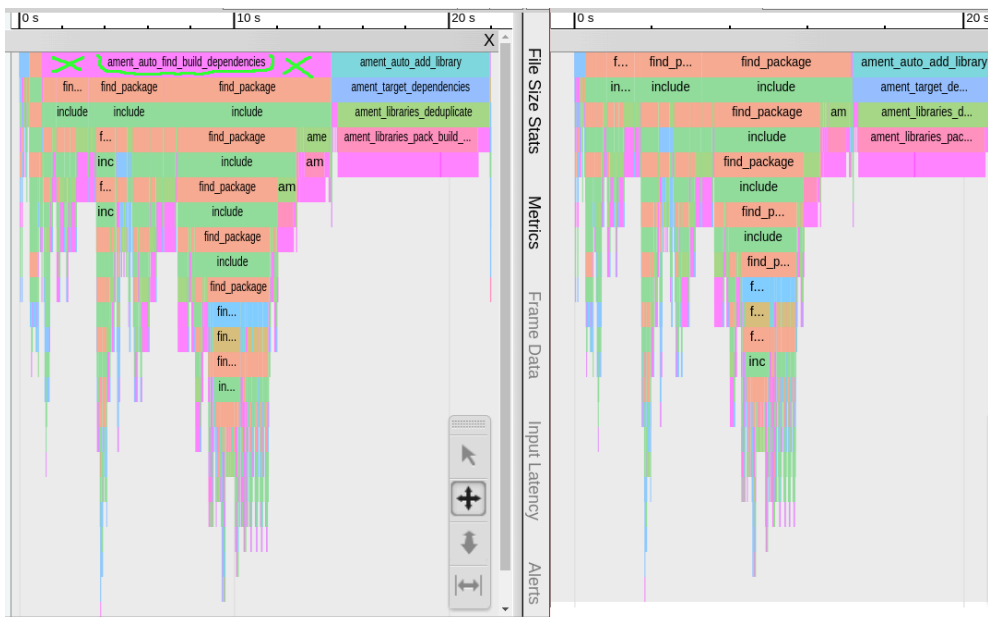 0 s 10 s 20 s
X
ament_auto_find_build_dependencies ament_auto_add_library
fin... find_package find_package ament_target_dependencies
include include include ament_libraries_deduplicate
f... find_package ame ament_libraries_pack_build_...
inc include am
f... find_package am
inc include
find_package
include
find_package
fin...
fin...
fin...
in...
File Size Stats
Metrics
Frame Data
Input Latency
Alerts
0 s 20 s
f... find_p... find_package ament_auto_add_library
in... include include ament_target_de...
find_package am ament_libraries_d...
include ament_libraries_pac...
find_package
include
find_p...
include
find_p...
f...
f...
f...
inc